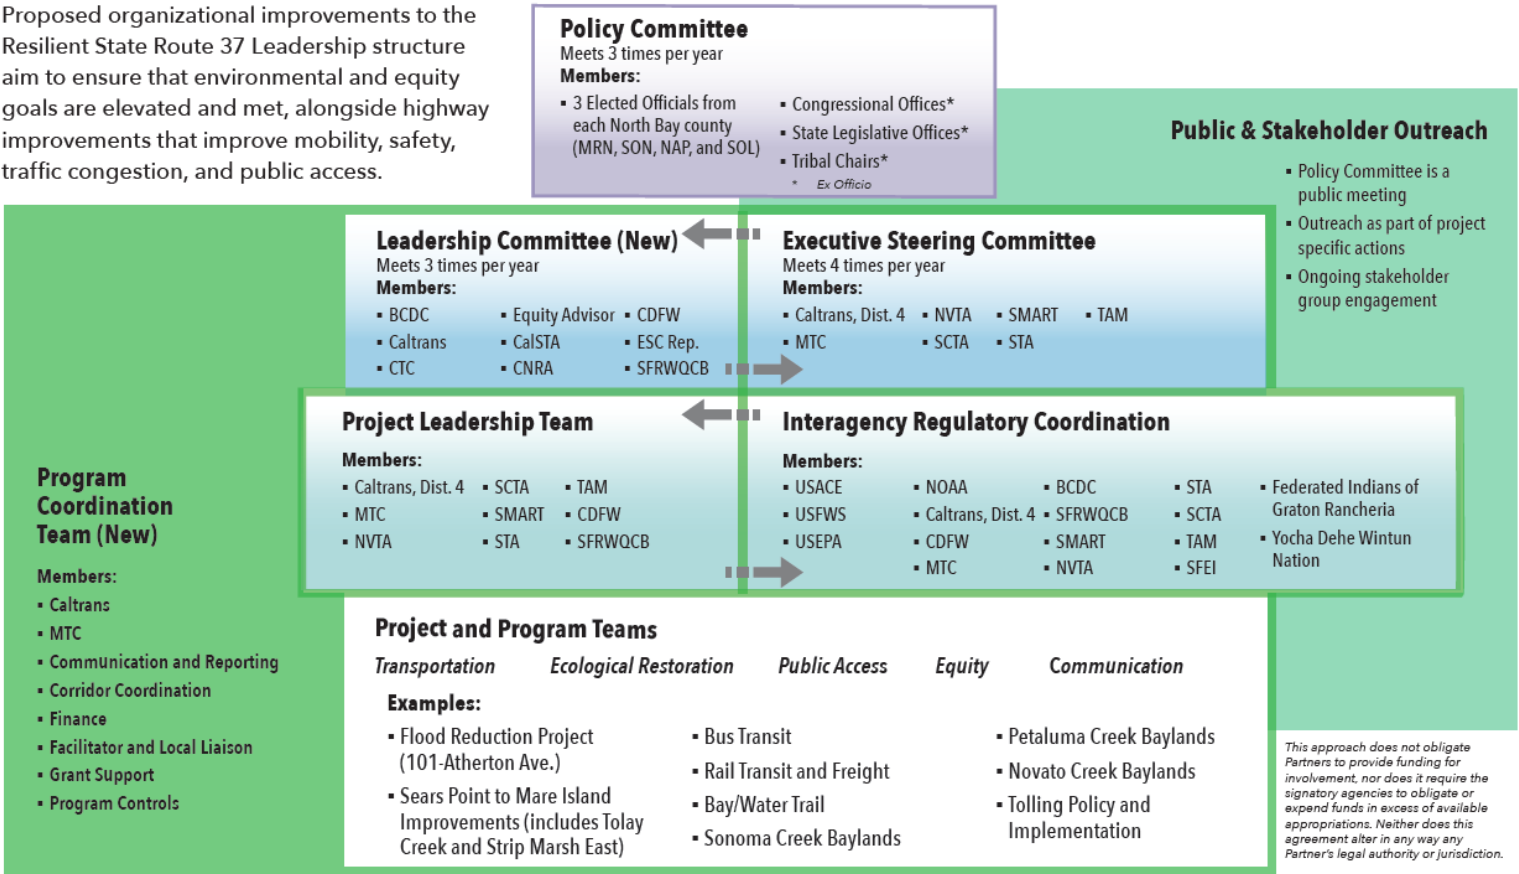 Proposed organizational improvements to the
Resilient State Route 37 Leadership structure
aim to ensure that environmental and equity
goals are elevated and met, alongside highway
improvements that improve mobility, safety,
traffic congestion, and public access.
Policy Committee
Meets 3 times per year
Members:
▪ 3 Elected Officials from
each North Bay county
(MRN, SON, NAP, and SOL)
▪ Congressional Offices*
▪ State Legislative Offices*
▪ Tribal Chairs*
* Ex Officio
Public & Stakeholder Outreach
▪ Policy Committee is a
public meeting
▪ Outreach as part of project
specific actions
▪ Ongoing stakeholder
group engagement
Leadership Committee (New)
Meets 3 times per year
Members:
▪ BCDC
▪ Caltrans
▪ CTC
▪ Equity Advisor
▪ CalSTA
▪ CNRA
▪ CDFW
▪ ESC Rep.
▪ SFRWQCB
Executive Steering Committee
Meets 4 times per year
Members:
▪ Caltrans, Dist. 4
▪ MTC
▪ NVTA
▪ SCTA
▪ SMART
▪ STA
▪ TAM
Project Leadership Team
Members:
▪ Caltrans, Dist. 4
▪ MTC
▪ NVTA
▪ SCTA
▪ SMART
▪ STA
▪ TAM
▪ CDFW
▪ SFRWQCB
Interagency Regulatory Coordination
Members:
▪ USACE
▪ USFWS
▪ USEPA
▪ NOAA
▪ Caltrans, Dist. 4
▪ CDFW
▪ MTC
▪ BCDC
▪ SFRWQCB
▪ SMART
▪ NVTA
▪ STA
▪ SCTA
▪ TAM
▪ SFEI
▪ Federated Indians of
Graton Rancheria
▪ Yocha Dehe Wintun
Nation
Program
Coordination
Team (New)
Members:
▪ Caltrans
▪ MTC
▪ Communication and Reporting
▪ Corridor Coordination
▪ Finance
▪ Facilitator and Local Liaison
▪ Grant Support
▪ Program Controls
Project and Program Teams
Transportation Ecological Restoration Public Access Equity Communication
Examples:
▪ Flood Reduction Project
(101-Atherton Ave.)
▪ Sears Point to Mare Island
Improvements (includes Tolay
Creek and Strip Marsh East)
▪ Bus Transit
▪ Rail Transit and Freight
▪ Bay/Water Trail
▪ Sonoma Creek Baylands
▪ Petaluma Creek Baylands
▪ Novato Creek Baylands
▪ Tolling Policy and
Implementation
This approach does not obligate
Partners to provide funding for
involvement, nor does it require the
signatory agencies to obligate or
expend funds in excess of available
appropriations. Neither does this
agreement alter in any way any
Partner's legal authority or jurisdiction.